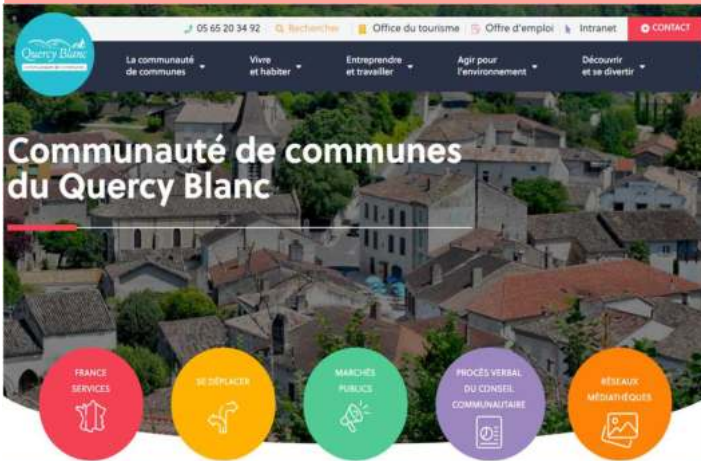 05 65 20 34 92 Rechercher Office du tourisme Offre d'emploi Intranet CONTACT
Quercy Blanc
La communauté
de communes
Vivre
et habiter
Entreprendre
et travailler
Agir pour
l'environnement
Découvrir
et se divertir
Communauté de communes
du Quercy Blanc
FRANCE
SERVICES
SE DÉPLACER
MARCHÉS
PUBLICS
PROCÈS VERBAL
DU CONSEIL
COMMUNAUTAIRE
RÉSEAUX
MÉDIATHÈQUES